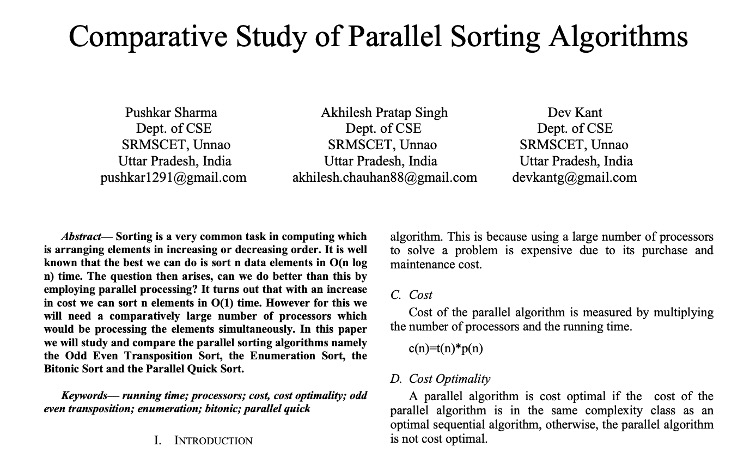 Comparative Study of Parallel Sorting Algorithms
Pushkar Sharma
Dept. of CSE
SRMSCET, Unnao
Uttar Pradesh, India
pushkar1291@gmail.com
Akhilesh Pratap Singh
Dept. of CSE
SRMSCET, Unnao
Uttar Pradesh, India
akhilesh.chauhan88@gmail.com
Dev Kant
Dept. of CSE
SRMSCET, Unnao
Uttar Pradesh, India
devkantg@gmail.com
Abstract— Sorting is a very common task in computing which
is arranging elements in increasing or decreasing order. It is well
known that the best we can do is sort n data elements in O(n log
n) time. The question then arises, can we do better than this by
employing parallel processing? It turns out that with an increase
in cost we can sort n elements in O(1) time. However for this we
will need a comparatively large number of processors which
would be processing the elements simultaneously. In this paper
we will study and compare the parallel sorting algorithms namely
the Odd Even Transposition Sort, the Enumeration Sort, the
Bitonic Sort and the Parallel Quick Sort.
Keywords— running time; processors; cost, cost optimality; odd
even transposition; enumeration; bitonic; parallel quick
I. INTRODUCTION
algorithm. This is because using a large number of processors
to solve a problem is expensive due to its purchase and
maintenance cost.
C. Cost
Cost of the parallel algorithm is measured by multiplying
the number of processors and the running time.
c(n)=t(n)*p(n)
D. Cost Optimality
A parallel algorithm is cost optimal if the cost of the
parallel algorithm is in the same complexity class as an
optimal sequential algorithm, otherwise, the parallel algorithm
is not cost optimal.